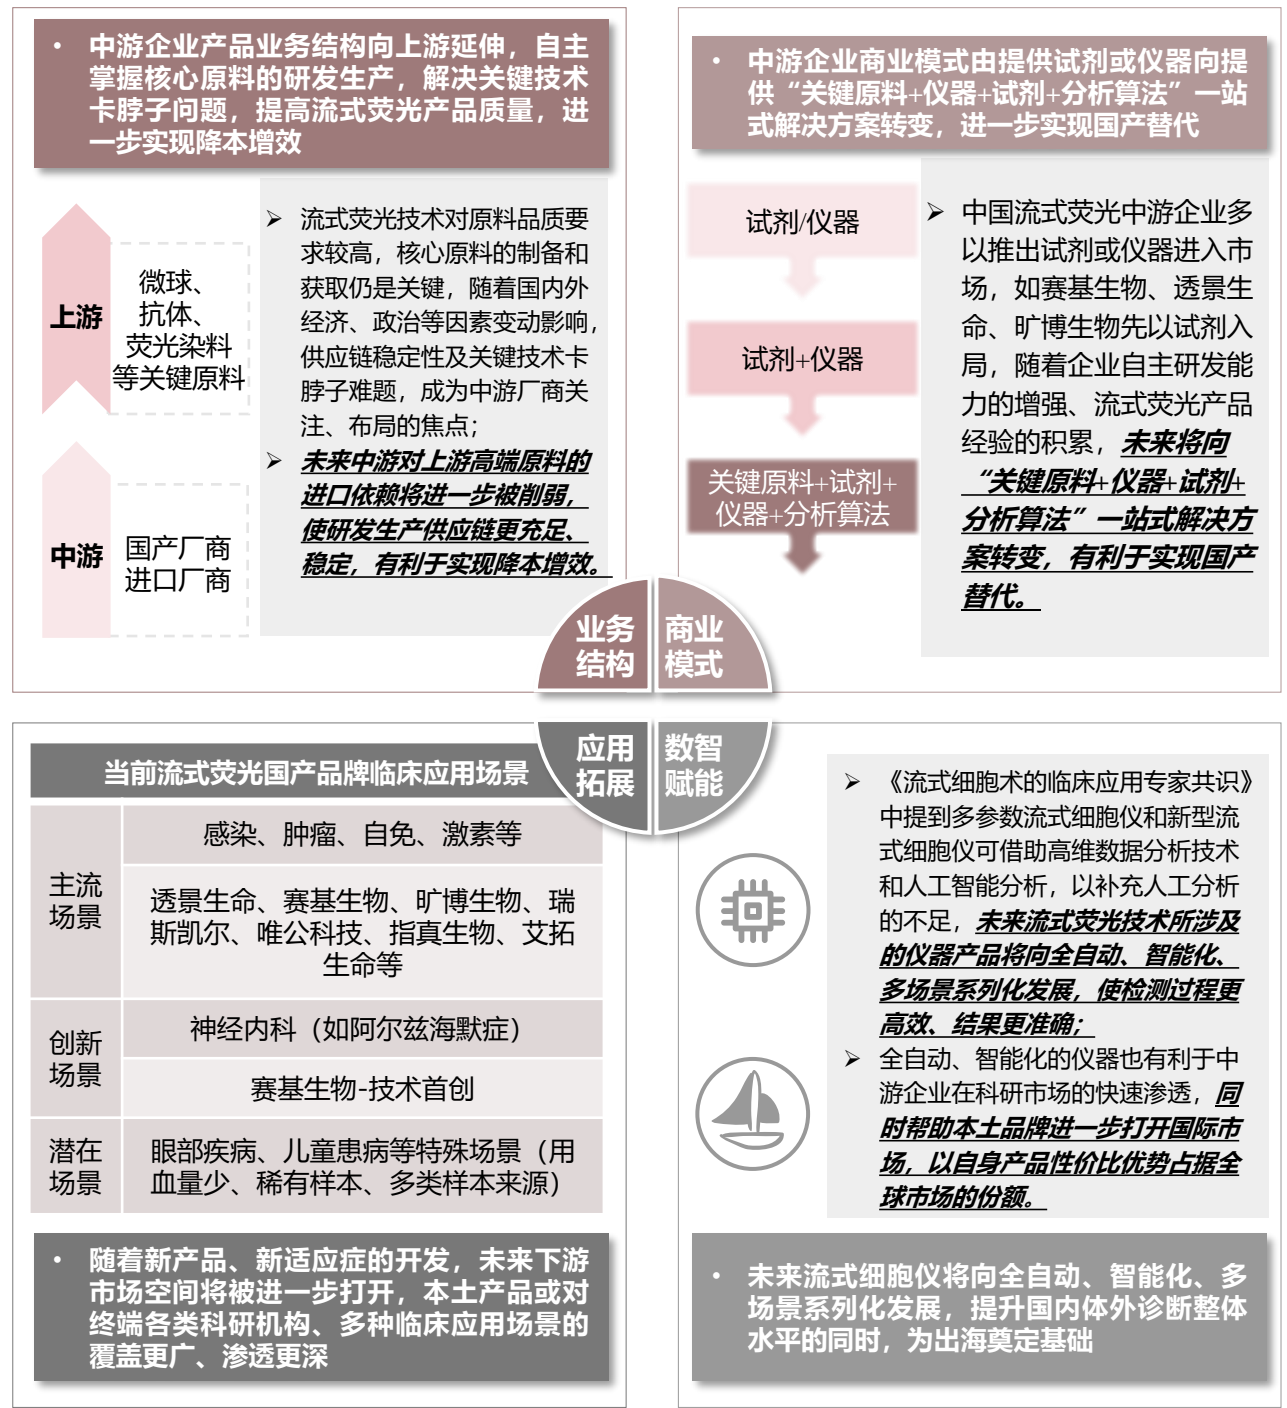 • 中游企业产品业务结构向上游延伸，自主
掌握核心原料的研发生产，解决关键技术
卡脖子问题，提高流式荧光产品质量，进
一步实现降本增效
上游
微球、
抗体、
荧光染料
等关键原料
中游
国产厂商
进口厂商
➢ 流式荧光技术对原料品质要
求较高，核心原料的制备和
获取仍是关键，随着国内外
经济、政治等因素变动影响，
供应链稳定性及关键技术卡
脖子难题，成为中游厂商关
注、布局的焦点；
➢ 未来中游对上游高端原料的
进口依赖将进一步被削弱，
使研发生产供应链更充足、
稳定，有利于实现降本增效。
业务
结构
• 中游企业商业模式由提供试剂或仪器向提
供“关键原料+仪器+试剂+分析算法”一站
式解决方案转变，进一步实现国产替代
试剂/仪器
试剂+仪器
关键原料+试剂+
仪器+分析算法
➢ 中国流式荧光中游企业多
以推出试剂或仪器进入市
场，如赛基生物、透景生
命、旷博生物先以试剂入
局，随着企业自主研发能
力的增强、流式荧光产品
经验的积累，未来将向
“关键原料+仪器+试剂+
分析算法”一站式解决方
案转变，有利于实现国产
替代。
商业
模式
应用
拓展
当前流式荧光国产品牌临床应用场景
主流
场景
感染、肿瘤、自免、激素等
透景生命、赛基生物、旷博生物、瑞
斯凯尔、唯公科技、指真生物、艾拓
生命等
创新
场景
神经内科（如阿尔兹海默症）
赛基生物-技术首创
潜在
场景
眼部疾病、儿童患病等特殊场景（用
血量少、稀有样本、多类样本来源）
• 随着新产品、新适应症的开发，未来下游
市场空间将被进一步打开，本土产品或对
终端各类科研机构、多种临床应用场景的
覆盖更广、渗透更深
数智
赋能
➢ 《流式细胞术的临床应用专家共识》
中提到多参数流式细胞仪和新型流
式细胞仪可借助高维数据分析技术
和人工智能分析，以补充人工分析
的不足，未来流式荧光技术所涉及
的仪器产品将向全自动、智能化、
多场景系列化发展，使检测过程更
高效、结果更准确；
➢ 全自动、智能化的仪器也有利于中
游企业在科研市场的快速渗透，同
时帮助本土品牌进一步打开国际市
场，以自身产品性价比优势占据全
球市场的份额。
• 未来流式细胞仪将向全自动、智能化、多
场景系列化发展，提升国内体外诊断整体
水平的同时，为出海奠定基础